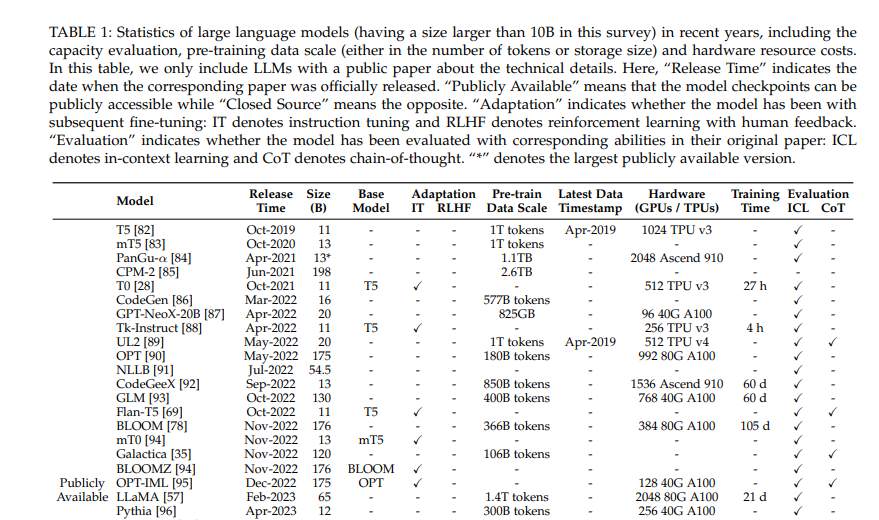 TABLE 1: Statistics of large language models (having a size larger than 10B in this survey) in recent years, including the
capacity evaluation, pre-training data scale (either in the number of tokens or storage size) and hardware resource costs.
In this table, we only include LLMs with a public paper about the technical details. Here, “Release Time” indicates the
date when the corresponding paper was officially released. “Publicly Available” means that the model checkpoints can be
publicly accessible while “Closed Source” means the opposite. “Adaptation” indicates whether the model has been with
subsequent fine-tuning: IT denotes instruction tuning and RLHF denotes reinforcement learning with human feedback.
“Evaluation” indicates whether the model has been evaluated with corresponding abilities in their original paper: ICL
denotes in-context learning and CoT denotes chain-of-thought. “*” denotes the largest publicly available version.
Model Release Size Base Adaptation Pre-train Latest Data Hardware Training Evaluation
Time (B) Model IT RLHF Data Scale Timestamp (GPUs / TPUs) Time ICL CoT
T5 [82] Oct-2019 11 - - - 1T tokens Apr-2019 1024 TPU v3 - ✓ -
mT5 [83] Oct-2020 13 - - - 1T tokens - - - ✓ -
PanGu-α [84] Apr-2021 13* - - - 1.1TB - 2048 Ascend 910 - ✓ -
CPM-2 [85] Jun-2021 198 - - - 2.6TB - - - - -
T0 [28] Oct-2021 11 T5 ✓ - - - 512 TPU v3 27 h ✓ -
CodeGen [86] Mar-2022 16 - - - 577B tokens - - - ✓ -
GPT-NeoX-20B [87] Apr-2022 20 - - - 825GB - 96 40G A100 - ✓ -
Tk-Instruct [88] Apr-2022 11 T5 ✓ - - - 256 TPU v3 4 h ✓ -
UL2 [89] May-2022 20 - - - 1T tokens Apr-2019 512 TPU v4 - ✓ ✓
OPT [90] May-2022 175 - - - 180B tokens - 992 80G A100 - ✓ -
NLLB [91] Jul-2022 54.5 - - - - - - - ✓ -
CodeGeeX [92] Sep-2022 13 - - - 850B tokens - 1536 Ascend 910 60 d ✓ -
GLM [93] Oct-2022 130 - - - 400B tokens - 768 40G A100 60 d ✓ -
Flan-T5 [69] Oct-2022 11 T5 ✓ - - - - - ✓ ✓
BLOOM [78] Nov-2022 176 - - - 366B tokens - 384 80G A100 105 d ✓ -
mT0 [94] Nov-2022 13 mT5 ✓ - - - - - ✓ -
Galactica [35] Nov-2022 120 - - - 106B tokens - - - ✓ ✓
BLOOMZ [94] Nov-2022 176 BLOOM ✓ - - - - - ✓ -
Publicly OPT-IML [95] Dec-2022 175 OPT ✓ - - - 128 40G A100 - ✓ ✓
Available LLaMA [57] Feb-2023 65 - - - 1.4T tokens - 2048 80G A100 21 d ✓ -
Pythia [96] Apr-2023 12 - - - 300B tokens - 256 40G A100 - ✓ -